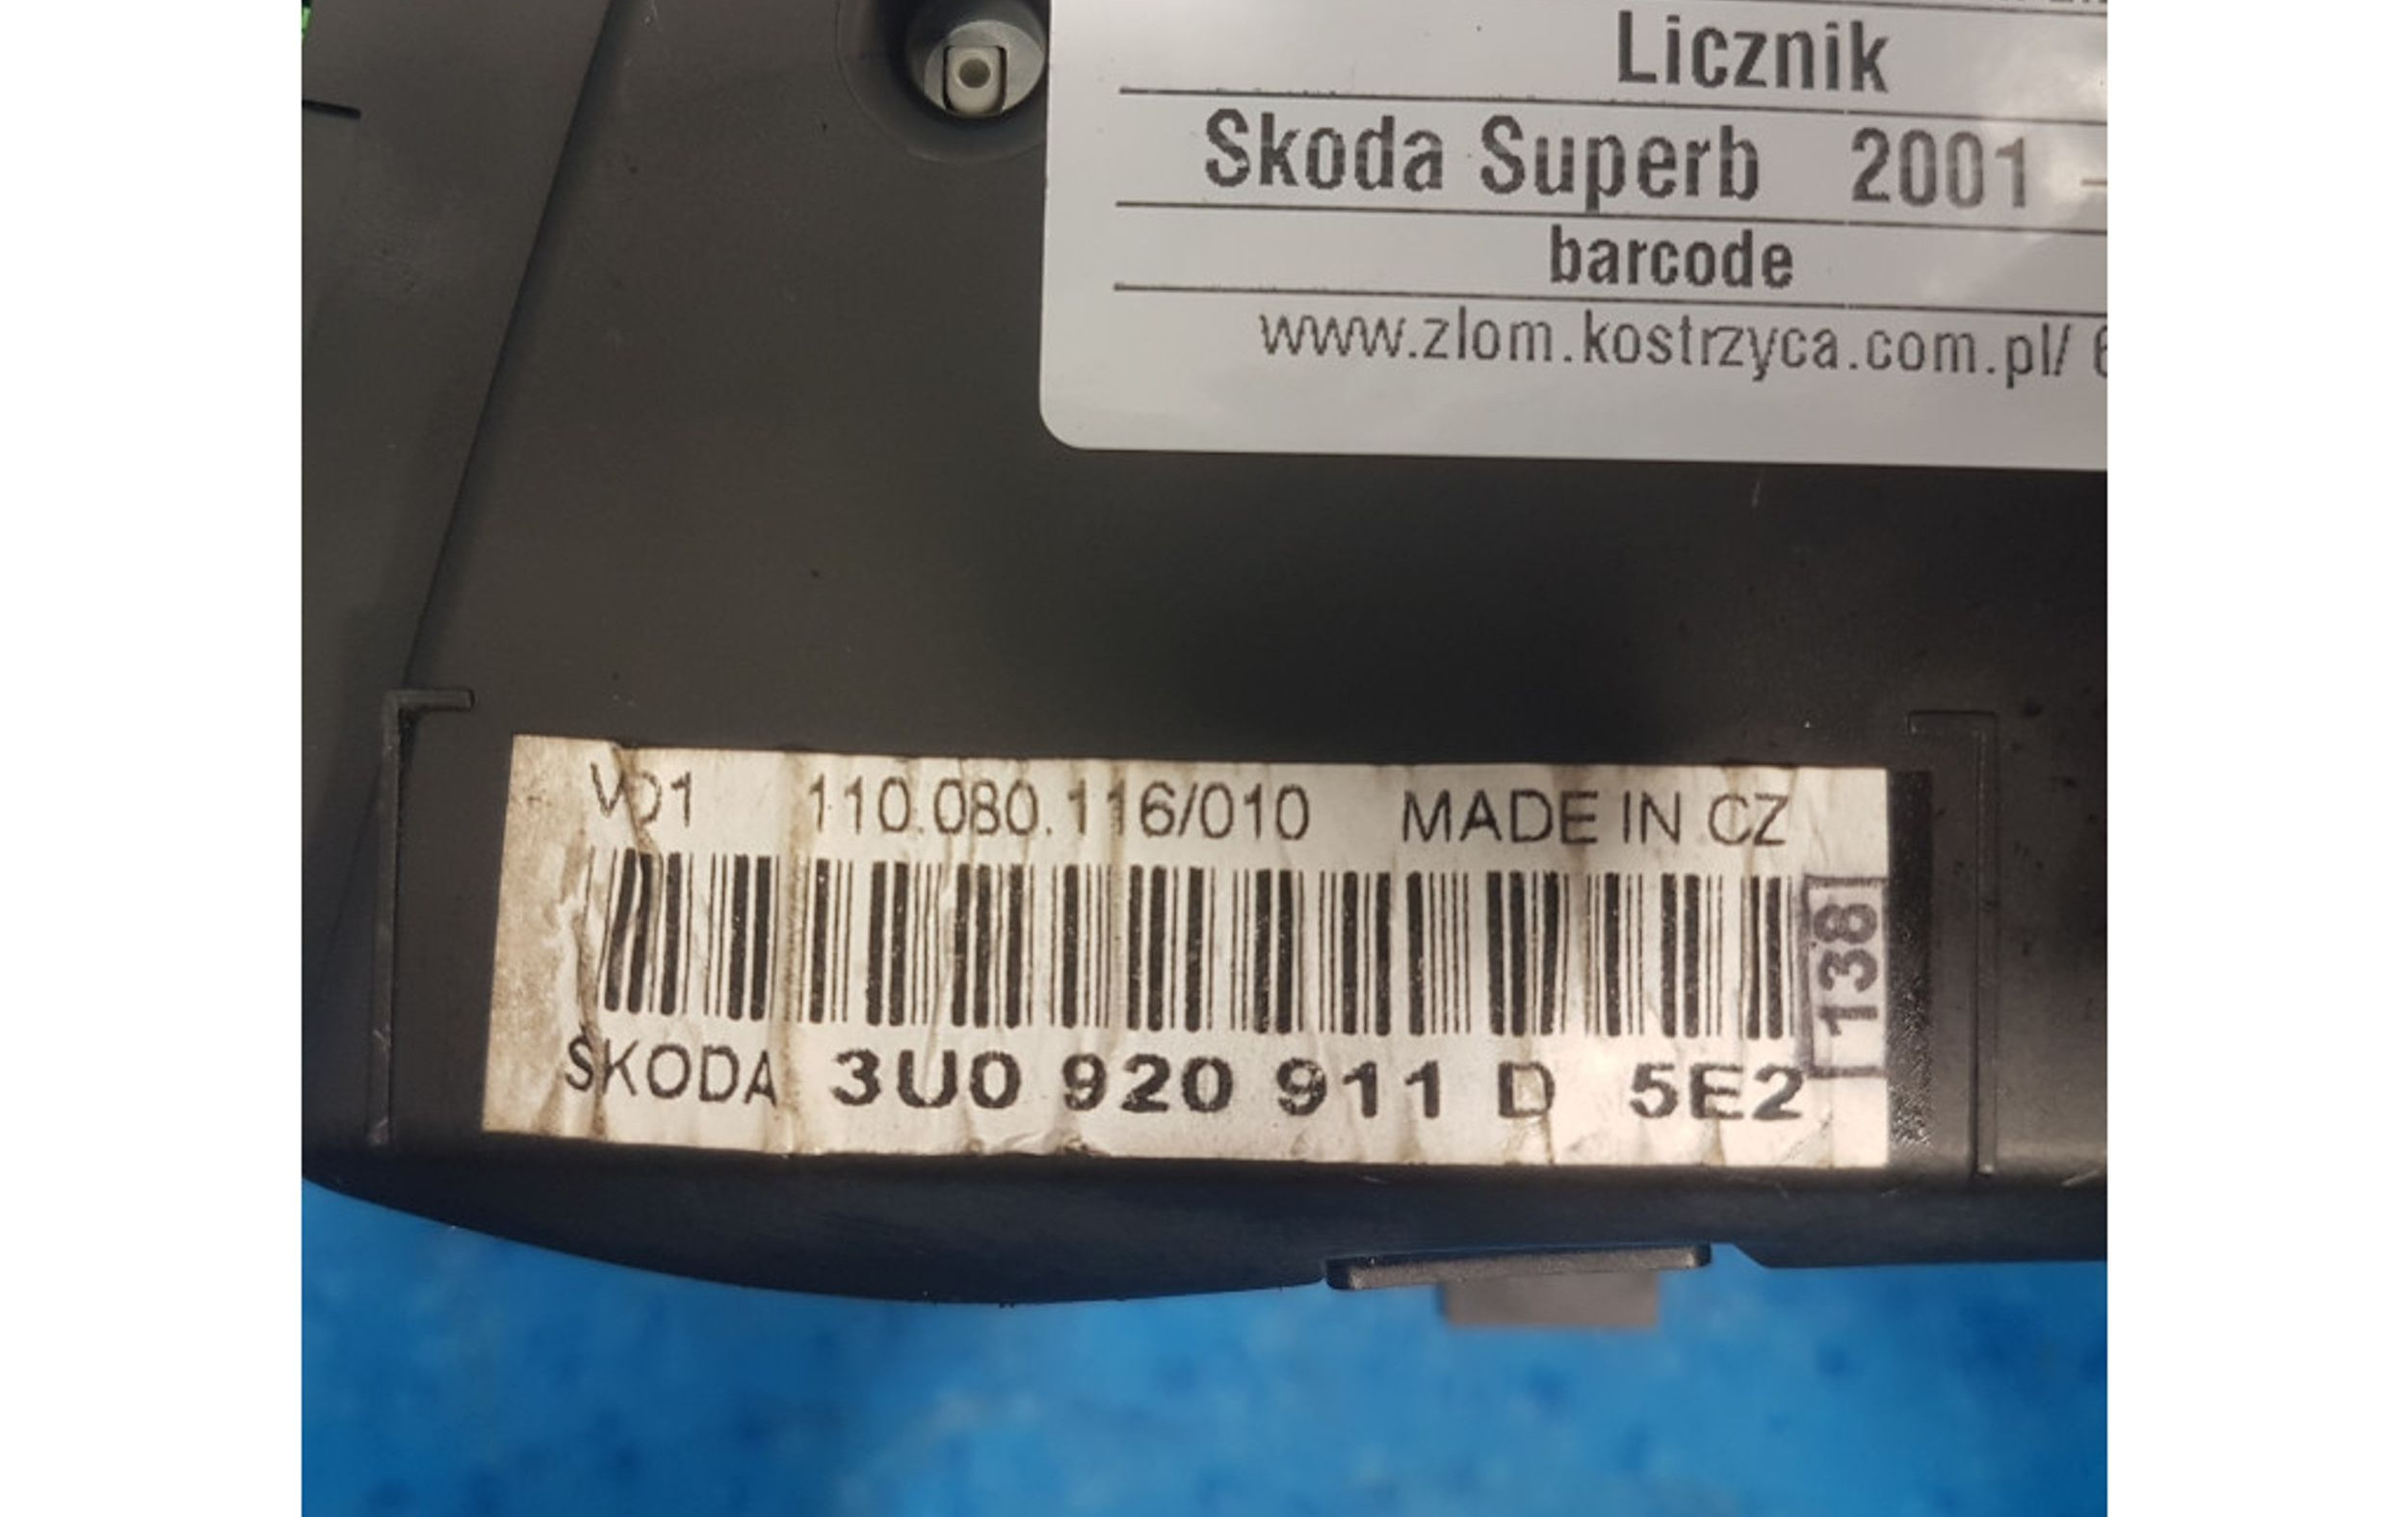 Licznik
Skoda Superb 2001 -
barcode
www.zlom.kostrzyca.com.pl/
V01 110.080.116/010 MADE IN CZ
138
SKODA 3U0 920 911 D 5E2